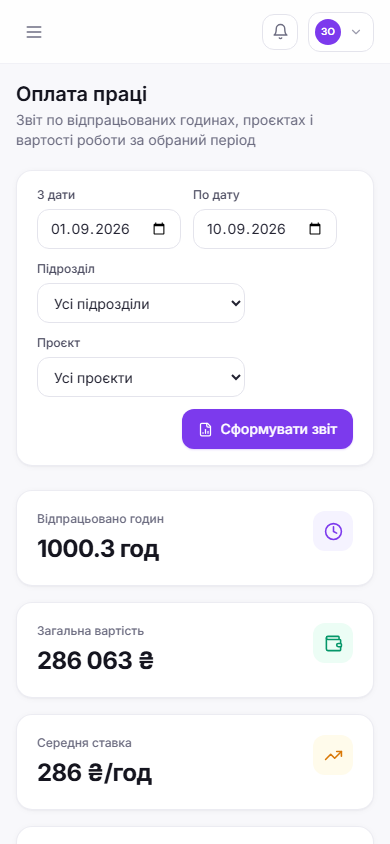 ЗО
Оплата праці
Звіт по відпрацьованих годинах, проєктах і
вартості роботи за обраний період
З дати
По дату
01.09.2026
10.09.2026
Підрозділ
Усі підрозділи
Проєкт
Усі проєкти
Сформувати звіт
Відпрацьовано годин
1000.3 год
Загальна вартість
286 063 ₴
Середня ставка
286 ₴/год